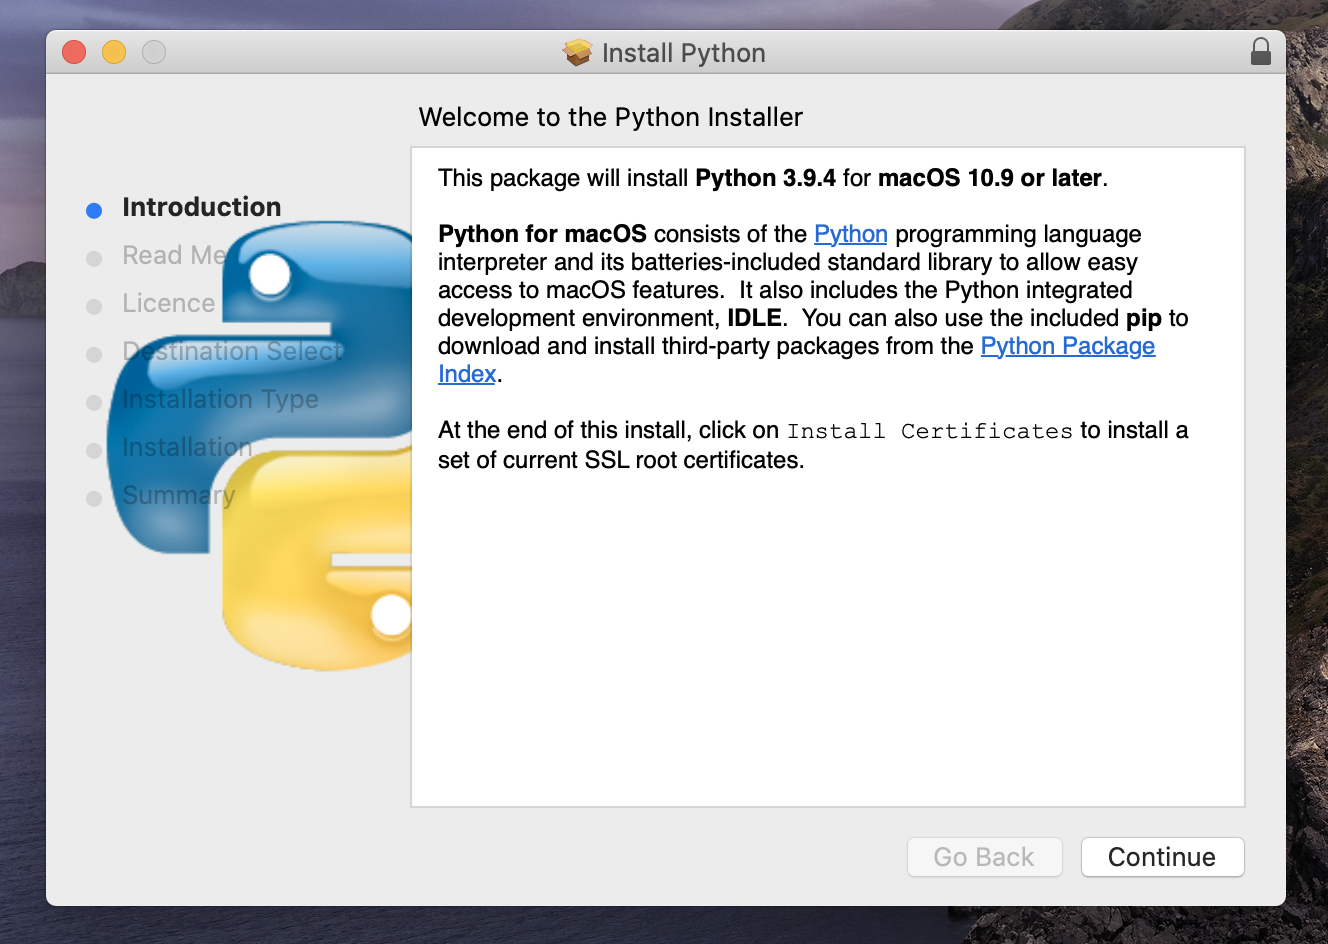 Install Python
Welcome to the Python Installer
Introduction
Read Me
Licence
Destination Select
Installation Type
Installation
Summary
This package will install Python 3.9.4 for macOS 10.9 or later.
Python for macOS consists of the Python programming language
interpreter and its batteries-included standard library to allow easy
access to macOS features.  It also includes the Python integrated
development environment, IDLE.  You can also use the included pip to
download and install third-party packages from the Python Package
Index.
At the end of this install, click on Install Certificates to install a
set of current SSL root certificates.
Go Back
Continue